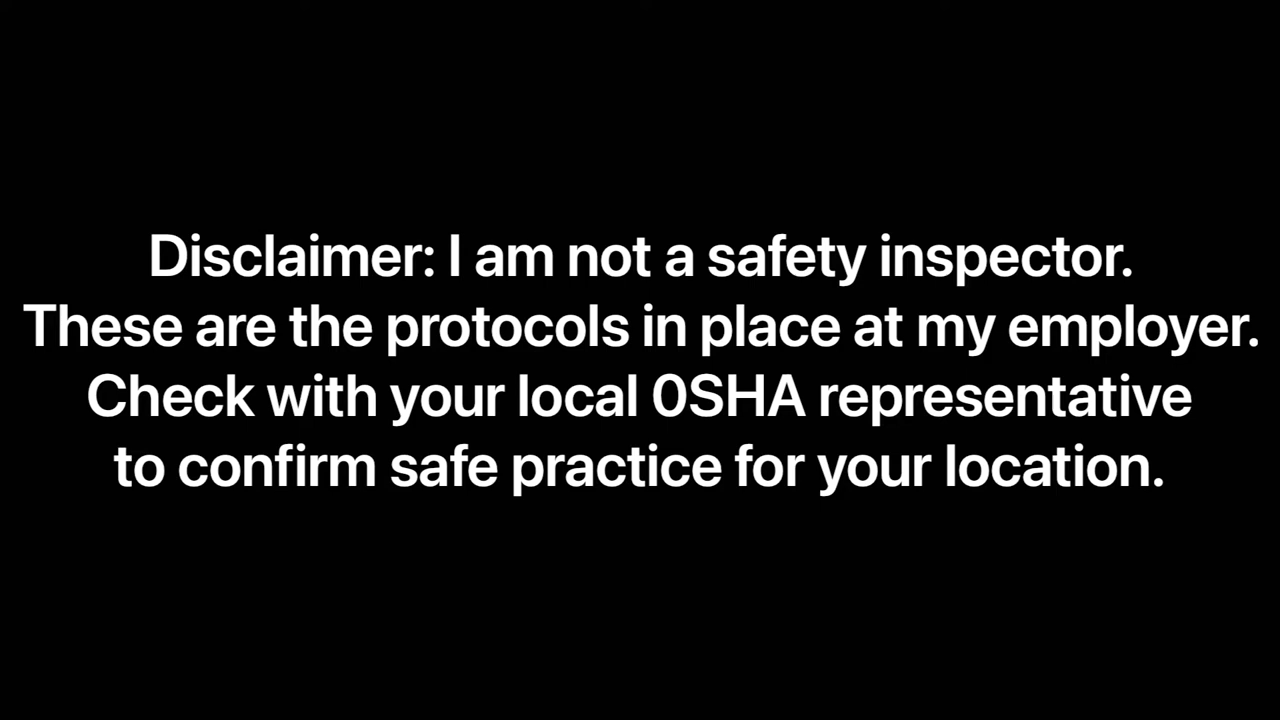 Disclaimer: I am not a safety inspector.
These are the protocols in place at my employer.
Check with your local 0SHA representative
to confirm safe practice for your location.